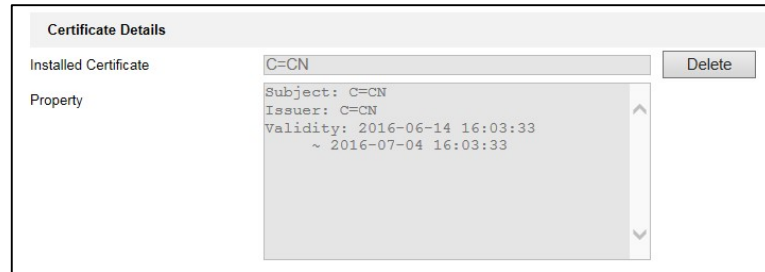 Certificate Details
Installed Certificate C=CN Delete
Property Subject: C=CN
Issuer: C=CN
Validity: 2016-06-14 16:03:33
~ 2016-07-04 16:03:33